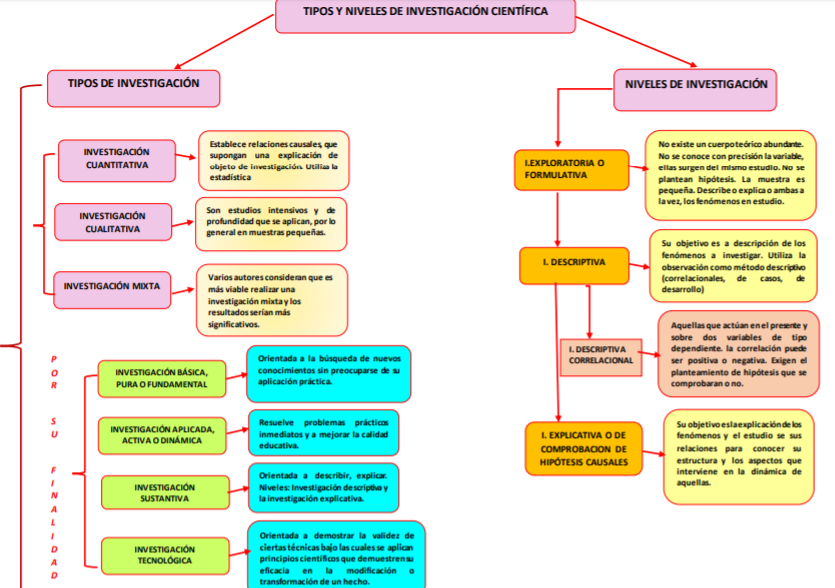 TIPOS Y NIVELES DE INVESTIGACIÓN CIENTÍFICA
TIPOS DE INVESTIGACIÓN
INVESTIGACIÓN
CUANTITATIVA
Establece relaciones causales, que
supongan una explicación de
objeto de investigación. Utiliza la
estadística
INVESTIGACIÓN
CUALITATIVA
Son estudios intensivos y de
profundidad que se aplican, por lo
general en muestras pequeñas.
INVESTIGACIÓN MIXTA
Varios autores consideran que es
más viable realizar una
investigación mixta y los
resultados serían más
significativos.
P
O
R
S
U
F
I
N
A
L
I
D
A
D
INVESTIGACIÓN BÁSICA,
PURA O FUNDAMENTAL
Orientada a la búsqueda de nuevos
conocimientos sin preocuparse de su
aplicación práctica.
INVESTIGACIÓN APLICADA,
ACTIVA O DINÁMICA
Resuelve problemas prácticos
inmediatos y a mejorar la calidad
educativa.
INVESTIGACIÓN
SUSTANTIVA
Orientada a describir, explicar.
Niveles: Investigación descriptiva y
la investigación explicativa.
INVESTIGACIÓN
TECNOLÓGICA
Orientada a demostrar la validez de
ciertas técnicas bajo las cuales se aplican
principios científicos que demuestren su
eficacia en la modificación o
transformación de un hecho.
NIVELES DE INVESTIGACIÓN
I.EXPLORATORIA O
FORMULATIVA
No existe un cuerpo teórico abundante.
No se conoce con precisión la variable,
ellas surgen del mismo estudio. No se
plantean hipótesis. La muestra es
pequeña. Describe o explica o ambas a
la vez, los fenómenos en estudio.
I. DESCRIPTIVA
Su objetivo es a descripción de los
fenómenos a investigar. Utiliza la
observación como método descriptivo
(correlacionales, de casos, de
desarrollo)
I. DESCRIPTIVA
CORRELACIONAL
Aquellas que actúan en el presente y
sobre dos variables de tipo
dependiente. la correlación puede
ser positiva o negativa. Exigen el
planteamiento de hipótesis que se
comprobaran o no.
I. EXPLICATIVA O DE
COMPROBACION DE
HIPÓTESIS CAUSALES
Su objetivo es la explicación de los
fenómenos y el estudio se sus
relaciones para conocer su
estructura y los aspectos que
interviene en la dinámica de
aquellas.